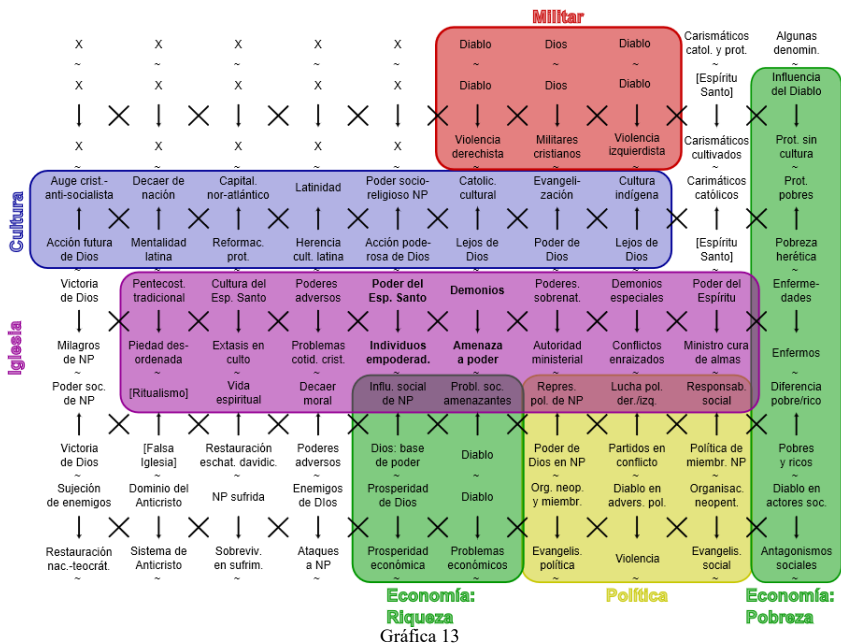 Militar
X X X X X Diablo Dios Diablo Carismáticos Algunas
catol. y prot. denomin.
~ ~ ~ ~ ~ ~ ~ ~ ~ ~
X X X X X Diablo Dios Diablo [Espíritu Influencia
Santo] del Diablo
X X X X X Violencia Militares Violencia Carismáticos Prot. sin
derechista cristianos izquierdista cultivados cultura
~ ~ ~ ~ ~ ~ ~ ~ ~ ~
Cultura
Auge crist.- Decaer de Capital. Latinidad Poder socio- Catolic. Evangeli- Cultura Carimáticos Prot.
anti-socialista nación nor-atlántico religioso NP cultural zación indígena católicos pobres
Acción futura Mentalidad Reformac. Herencia Acción pode- Lejos de Poder de Lejos de [Espíritu Pobreza
de Dios latina prot. cult. latina rosa de Dios Dios Dios Dios Santo] herética
~ ~ ~ ~ ~ ~ ~ ~ ~ ~
Iglesia
Victoria Pentecost. Cultura del Poderes Poder del Demonios Poderes. Demonios Poder del Enferme-
de Dios tradicional Esp. Santo adversos Esp. Santo sobrenat. especiales Espíritu dades
Milagros Piedad des- Extasis en Problemas Individuos Amenaza Autoridad Conflictos Ministro cura Enfermos
de NP ordenada culto cotid. crist. empoderad. a poder ministerial enraizados de almas
~ ~ ~ ~ ~ ~ ~ ~ ~ ~
Poder soc. [Ritualismo] Vida Decaer Influ. social Probl. soc. Repres. Lucha pol. Responsab. Diferencia
de NP espiritual moral de NP amenazantes pol. de NP der./izq. social pobre/rico
Victoria [Falsa Restauración Poderes Dios: base Diablo Poder de Partidos en Política de Pobres
de Dios Iglesia] eschat. davidic. adversos de poder Dios en NP conflicto miembr. NP y ricos
~ ~ ~ ~ ~ ~ ~ ~ ~ ~
Sujeción Dominio del NP sufrida Enemigos Prosperidad Diablo Org. neop. Diablo en Organisac. Diablo en
de enemigos Anticristo de DIos de Dios y miembr. advers. pol. neopent. actores soc.
Restauración Sistema de Sobreviv. Ataques Prosperidad Problemas Evangelis. Violencia Evangelis. Antagonismos
nac.-teocrát. Anticristo en sufrim. a NP económica económicos política social sociales
~ ~ ~ ~ ~ ~ ~ ~ ~ ~
Economía: Política Economía:
Riqueza Pobreza
Gráfica 13